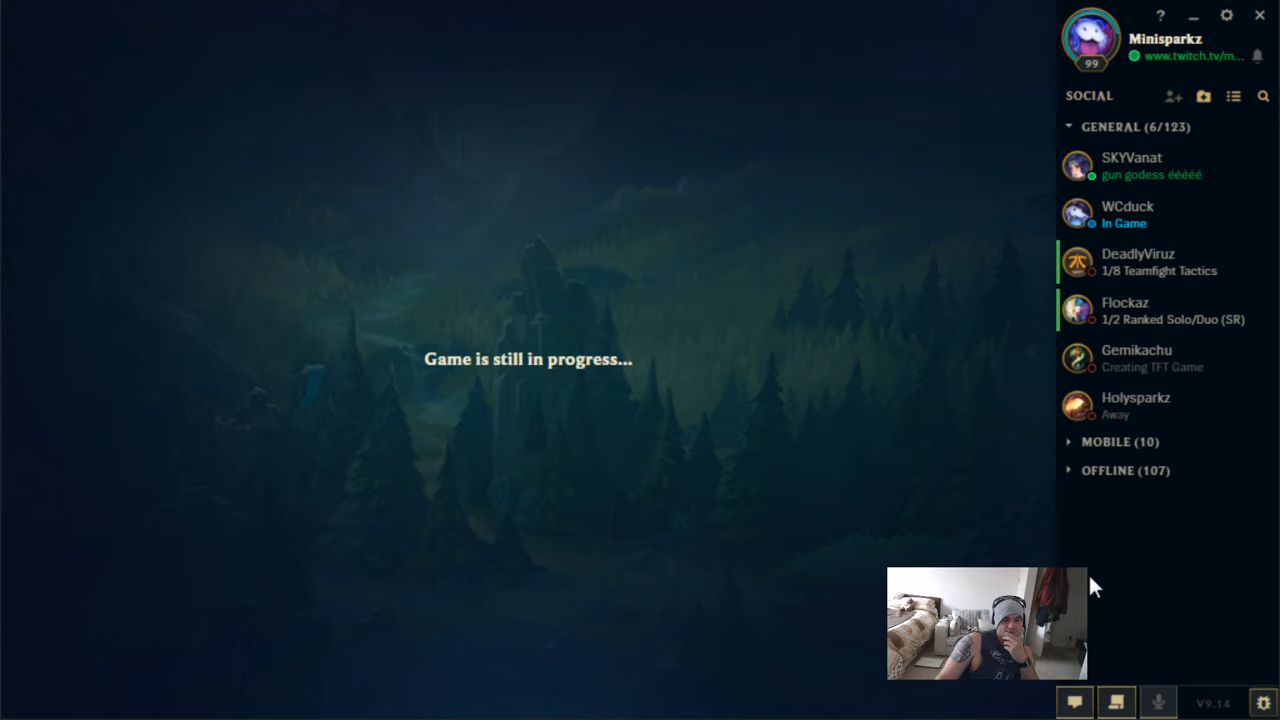 ?
Minisparkz
99
www.twitch.tv/m...
SOCIAL
GENERAL (6/123)
SKYVanat
gun godess ééééé
WCduck
In Game
DeadlyViruz
1/8 Teamfight Tactics
Flockaz
1/2 Ranked Solo/Duo (SR)
Game is still in progress...
Gemikachu
Creating TFT Game
Holysparkz
Away
MOBILE (10)
OFFLINE (107)
V9.14